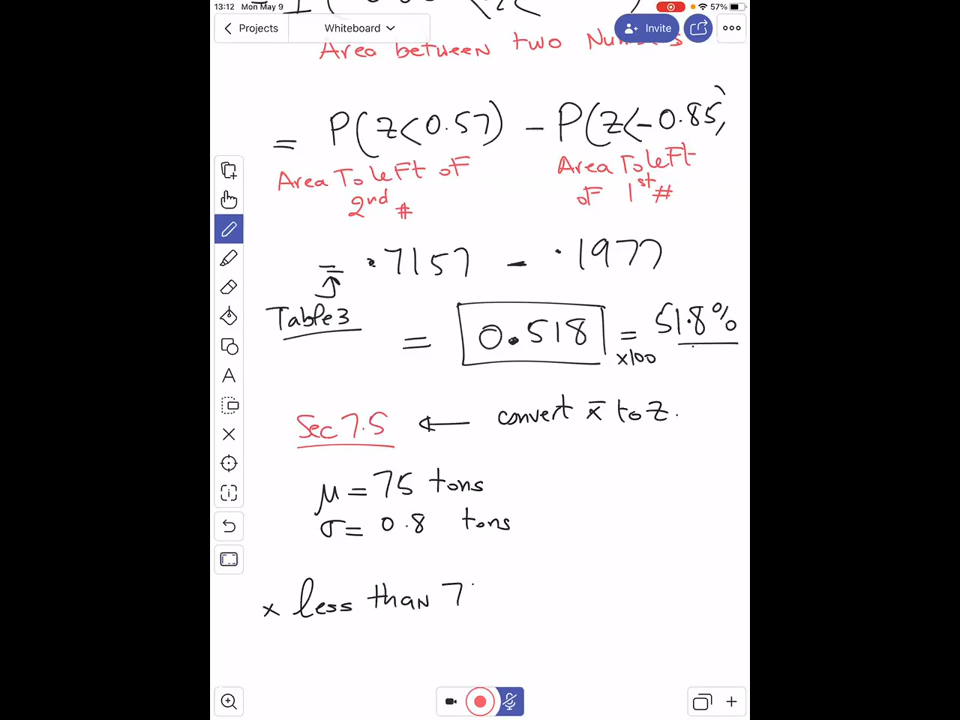 13:12 Mon May 9
57%
Projects
Whiteboard
Invite
Area between two Numbers
= P(Z<0.57) - P(Z<-0.85)
Area To left of 2nd #
Area To left of 1st #
= .7157 - .1977
Table 3
= 0.518 = 51.8%
x100
Sec 7.5 ← convert x̄ to Z.
μ = 75 tons
σ = 0.8 tons
x less than 7